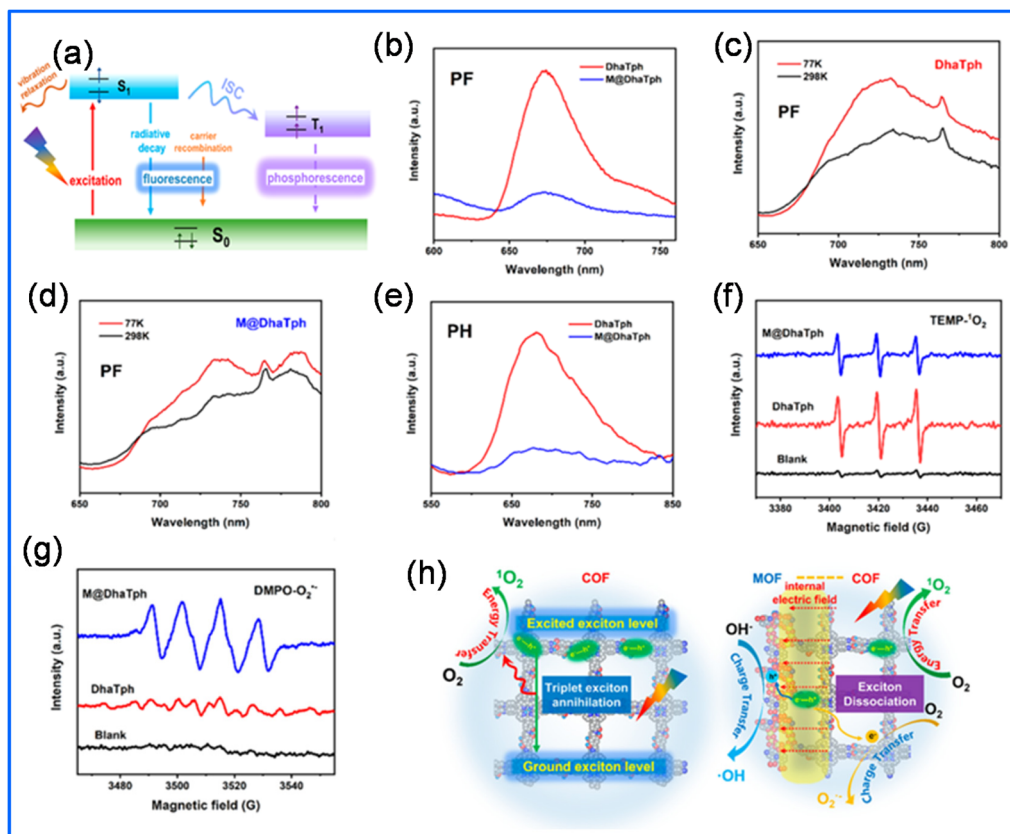 (a)
vibration
relaxation
S1
ISC
T1
radiative
decay
carrier
recombination
excitation
fluorescence
phosphorescence
S0
(b)
PF
DhaTph
M@DhaTph
Intensity (a.u.)
600
650
700
750
Wavelength (nm)
(c)
77K
298K
DhaTph
PF
Intensity (a.u.)
650
700
750
800
Wavelength (nm)
(d)
77K
298K
M@DhaTph
PF
Intensity (a.u.)
650
700
750
800
Wavelength (nm)
(e)
PH
DhaTph
M@DhaTph
Intensity (a.u.)
550
600
650
700
750
800
850
Wavelength (nm)
(f)
TEMP-¹O₂
M@DhaTph
DhaTph
Blank
Intensity (a.u.)
3380
3400
3420
3440
3460
Magnetic field (G)
(g)
DMPO-O₂•⁻
M@DhaTph
DhaTph
Blank
Intensity (a.u.)
3480
3500
3520
3540
Magnetic field (G)
(h)
¹O₂
COF
Energy
Transfer
O₂
Excited exciton level
e⁻–h⁺
e⁻–h⁺
e⁻–h⁺
Triplet exciton
annihilation
Ground exciton level
MOF
COF
internal
electric field
¹O₂
Energy
Transfer
O₂
OH⁻
Charge Transfer
·OH
h⁺
e⁻–h⁺
e⁻–h⁺
Exciton
Dissociation
O₂
e⁻
Charge Transfer
O₂•⁻